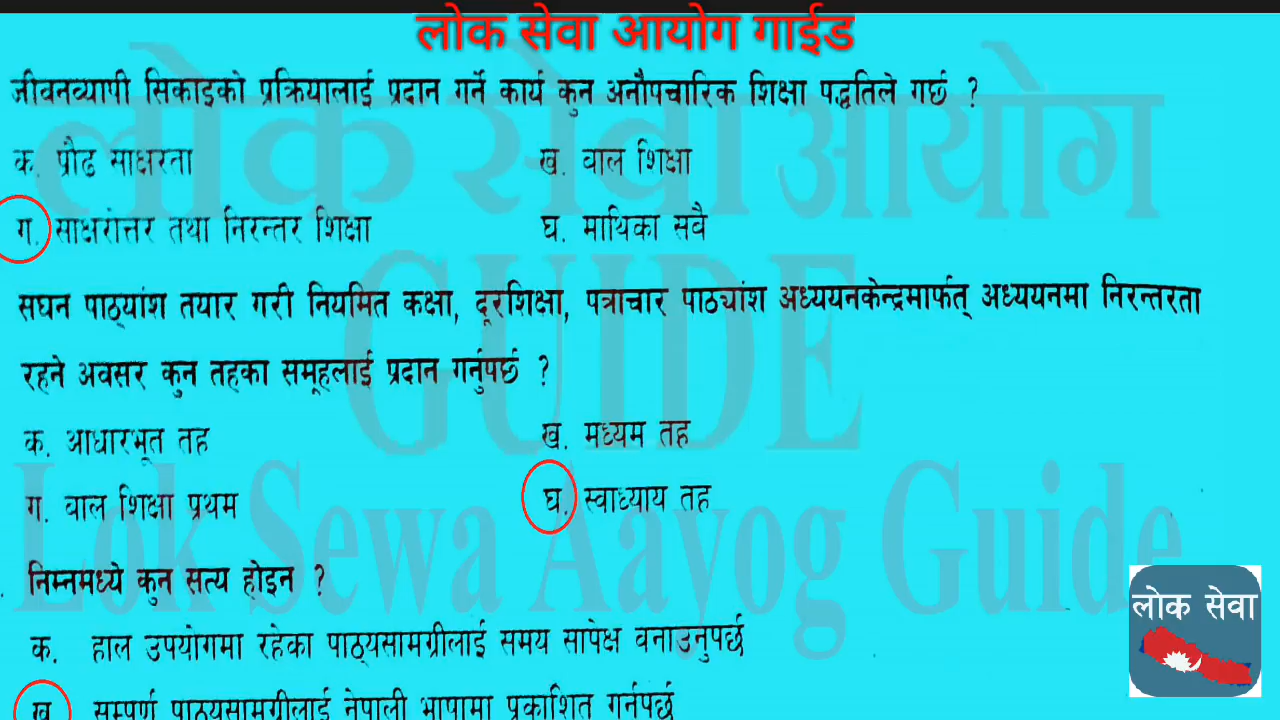 लोक सेवा आयोग गाईड
जीवनव्यापी सिकाइको प्रक्रियालाई प्रदान गर्ने कार्य कुन अनौपचारिक शिक्षा पद्धतिले गर्छ ?
क. प्रौढ साक्षरता ख. वाल शिक्षा
ग. साक्षरोत्तर तथा निरन्तर शिक्षा घ. माथिका सबै
सघन पाठ्यांश तयार गरी नियमित कक्षा, दूरशिक्षा, पत्राचार पाठ्यांश अध्ययनकेन्द्रमार्फत् अध्ययनमा निरन्तरता
रहने अवसर कुन तहका समूहलाई प्रदान गर्नुपर्छ ?
क. आधारभूत तह ख. मध्यम तह
ग. वाल शिक्षा प्रथम घ. स्वाध्याय तह
निम्नमध्ये कुन सत्य होइन ?
क. हाल उपयोगमा रहेका पाठ्यसामग्रीलाई समय सापेक्ष वनाउनुपर्छ
ख सम्पूर्ण पाठ्यसामग्रीलाई नेपाली भाषामा प्रकाशित गर्नुपर्छ
लोक सेवा आयोग
GUIDE
Lok Sewa Aayog Guide
लोक सेवा